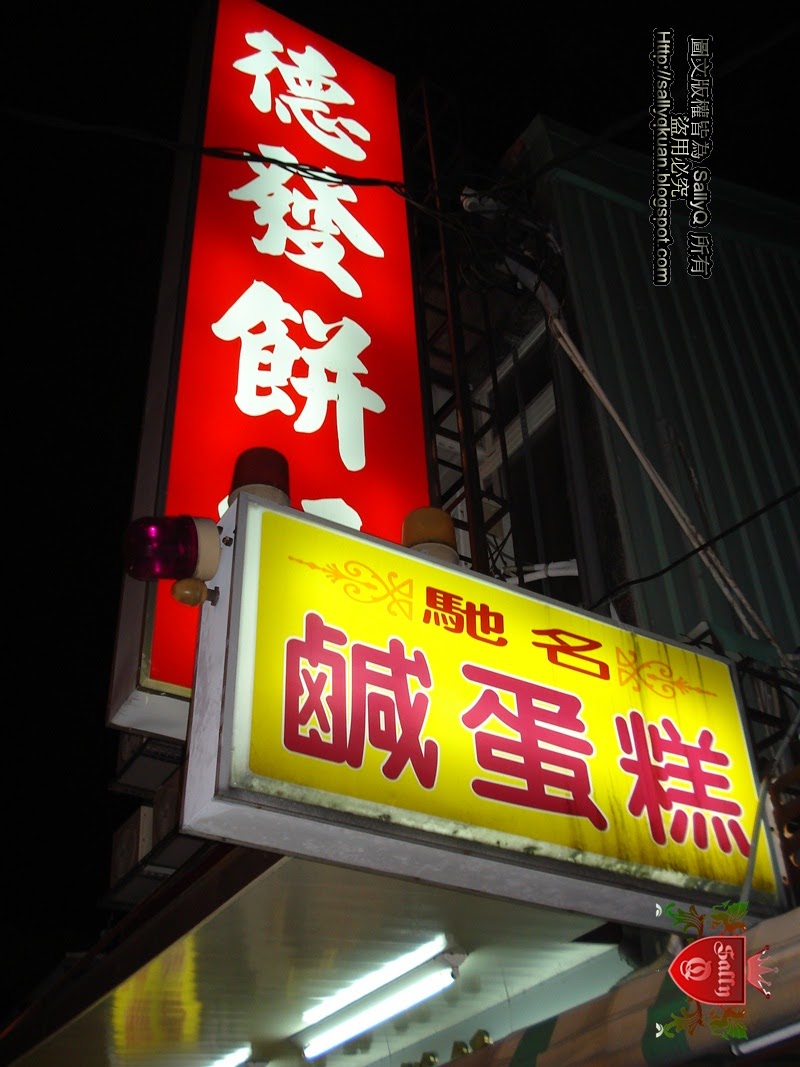 德發餅
馳名
鹹蛋糕
圖文版權皆為 SallyQ 所有
盜用必究
Http://sallyqkuan.blogspot.com
Sally
Q